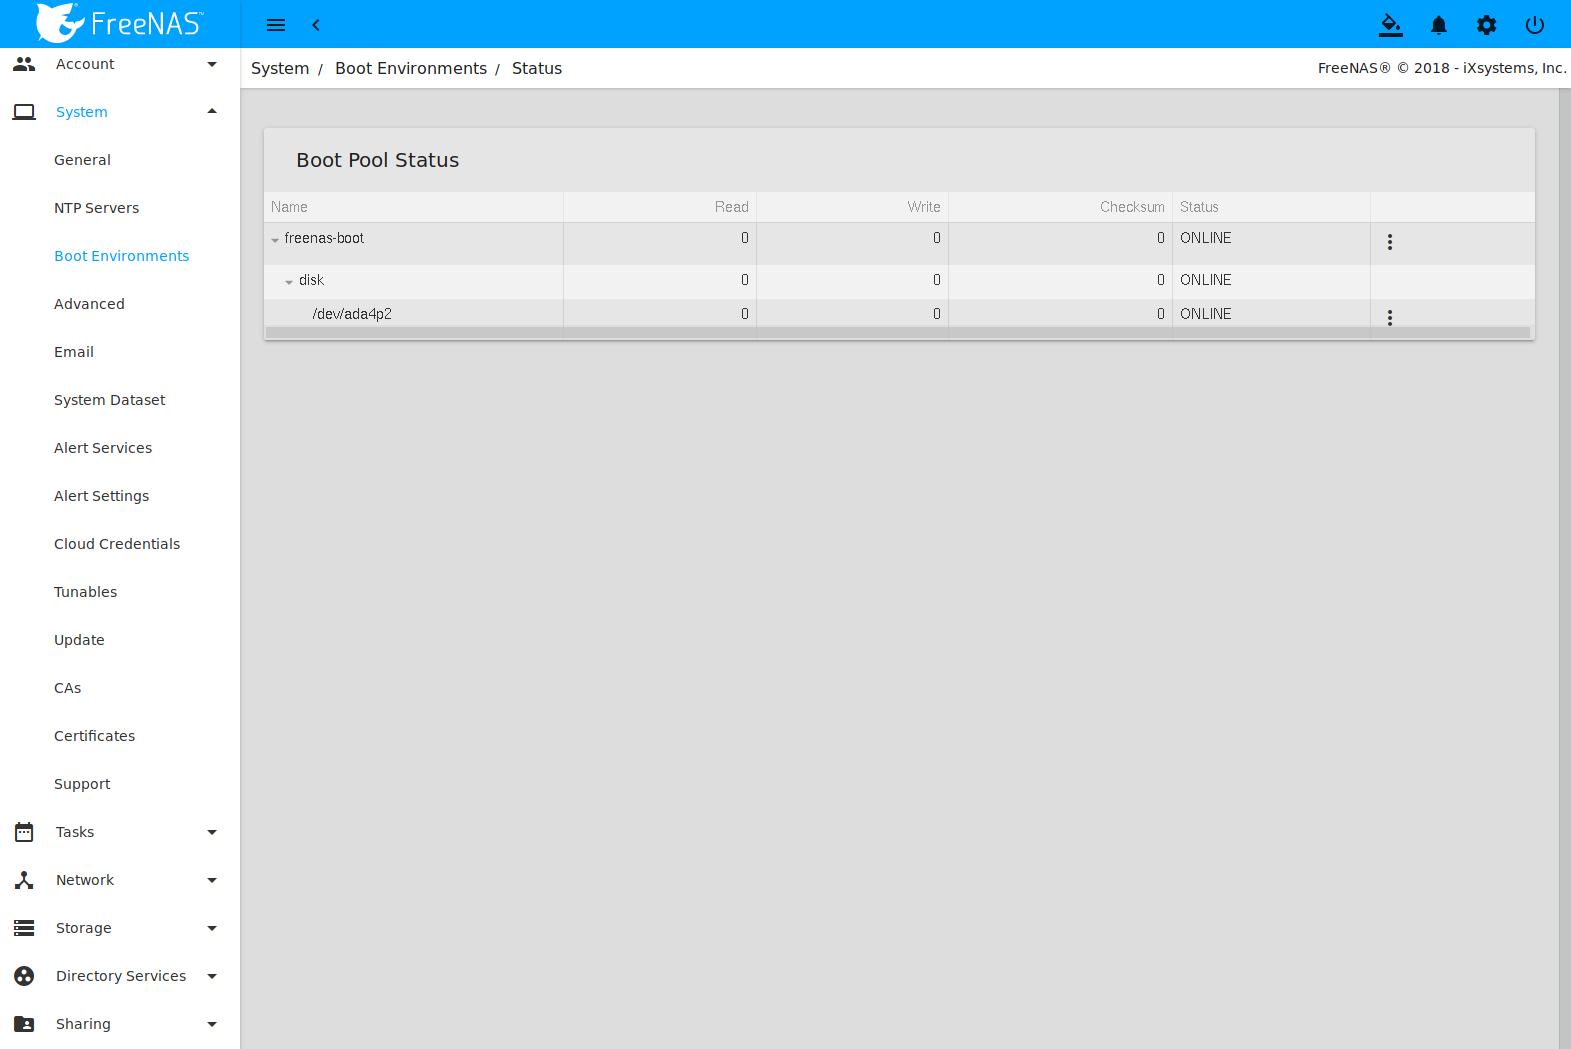 FreeNAS™
System / Boot Environments / Status
FreeNAS® © 2018 - iXsystems, Inc.
Account
System
General
NTP Servers
Boot Environments
Advanced
Email
System Dataset
Alert Services
Alert Settings
Cloud Credentials
Tunables
Update
CAs
Certificates
Support
Tasks
Network
Storage
Directory Services
Sharing
Boot Pool Status
Name Read Write Checksum Status
freenas-boot 0 0 0 ONLINE
disk 0 0 0 ONLINE
/dev/ada4p2 0 0 0 ONLINE